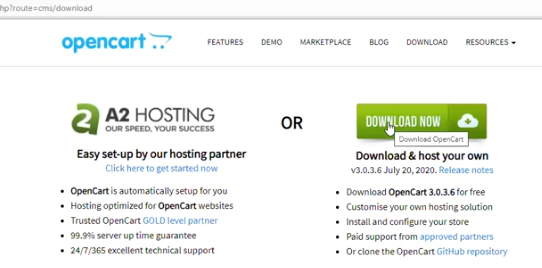 hp?route=cms/download
opencart
FEATURES DEMO MARKETPLACE BLOG DOWNLOAD RESOURCES
A2 HOSTING
OUR SPEED, YOUR SUCCESS
Easy set-up by our hosting partner
Click here to get started now
OpenCart is automatically setup for you
Hosting optimized for OpenCart websites
Trusted OpenCart GOLD level partner
99.9% server up time guarantee
24/7/365 excellent technical support
OR
DOWNLOAD NOW
Download OpenCart
Download & host your own
v3.0.3.6 July 20, 2020. Release notes
Download OpenCart 3.0.3.6 for free
Customise your own hosting solution
Install and configure your store
Paid support from approved partners
Or clone the OpenCart GitHub repository